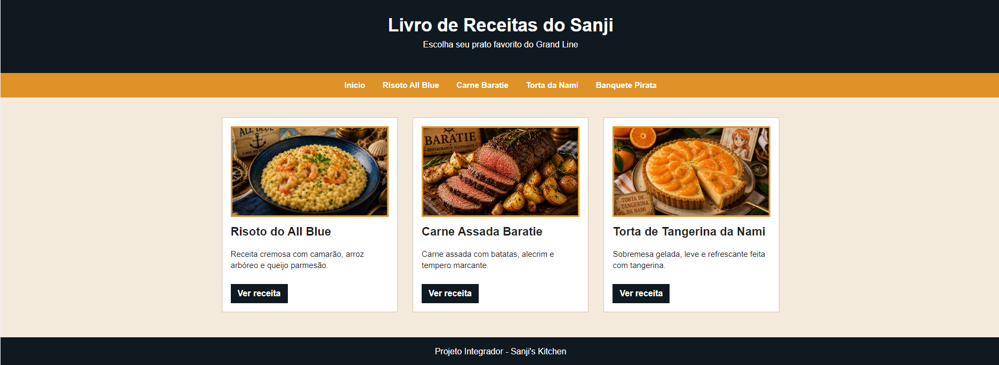 Livro de Receitas do Sanji
Escolha seu prato favorito do Grand Line
Início Risoto All Blue Carne Baratie Torta da Nami Banquete Pirata
ALL BLUE
O MAR DOS
BARATIE
RESTAURANTE FLUTUANTE
TORTA DE
TANGERINA
DA NAMI
Risoto do All Blue
Receita cremosa com camarão, arroz
arbóreo e queijo parmesão.
Ver receita
Carne Assada Baratie
Carne assada com batatas, alecrim e
tempero marcante.
Ver receita
Torta de Tangerina da Nami
Sobremesa gelada, leve e refrescante feita
com tangerina.
Ver receita
Projeto Integrador - Sanji's Kitchen